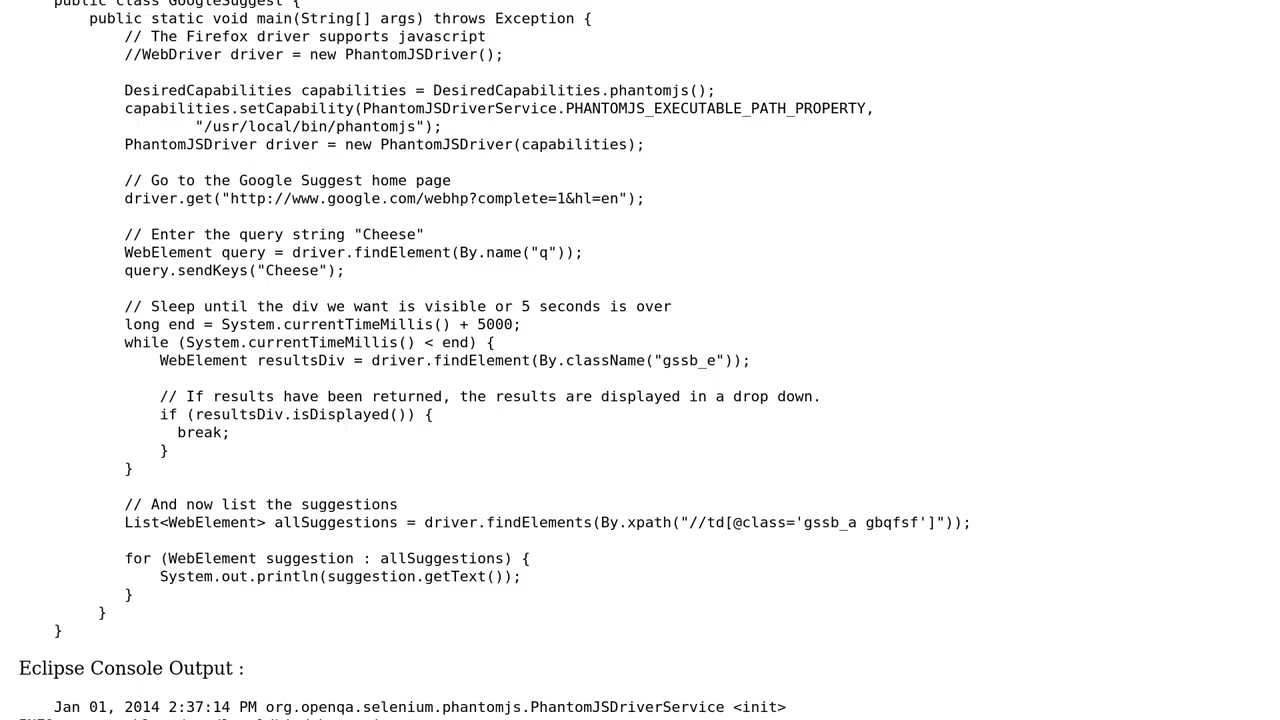 public class GoogleSuggest {
public static void main(String[] args) throws Exception {
// The Firefox driver supports javascript
//WebDriver driver = new PhantomJSDriver();
DesiredCapabilities capabilities = DesiredCapabilities.phantomjs();
capabilities.setCapability(PhantomJSDriverService.PHANTOMJS_EXECUTABLE_PATH_PROPERTY,
"/usr/local/bin/phantomjs");
PhantomJSDriver driver = new PhantomJSDriver(capabilities);
// Go to the Google Suggest home page
driver.get("http://www.google.com/webhp?complete=1&hl=en");
// Enter the query string "Cheese"
WebElement query = driver.findElement(By.name("q"));
query.sendKeys("Cheese");
// Sleep until the div we want is visible or 5 seconds is over
long end = System.currentTimeMillis() + 5000;
while (System.currentTimeMillis() < end) {
WebElement resultsDiv = driver.findElement(By.className("gssb_e"));
// If results have been returned, the results are displayed in a drop down.
if (resultsDiv.isDisplayed()) {
break;
}
}
// And now list the suggestions
List<WebElement> allSuggestions = driver.findElements(By.xpath("//td[@class='gssb_a gbqfsf']"));
for (WebElement suggestion : allSuggestions) {
System.out.println(suggestion.getText());
}
}
}
Eclipse Console Output :
Jan 01, 2014 2:37:14 PM org.openqa.selenium.phantomjs.PhantomJSDriverService <init>